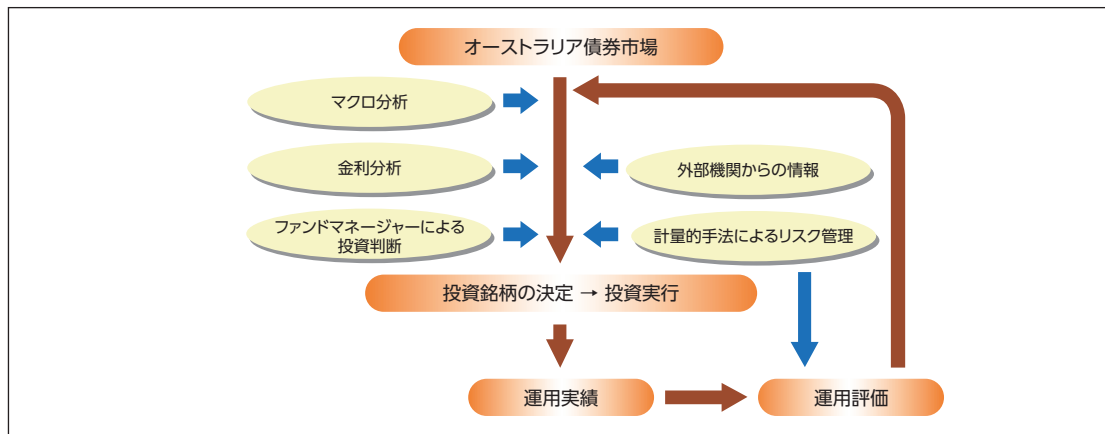 オーストラリア債券市場
マクロ分析
金利分析
外部機関からの情報
ファンドマネージャーによる
投資判断
計量的手法によるリスク管理
投資銘柄の決定 → 投資実行
運用実績
運用評価